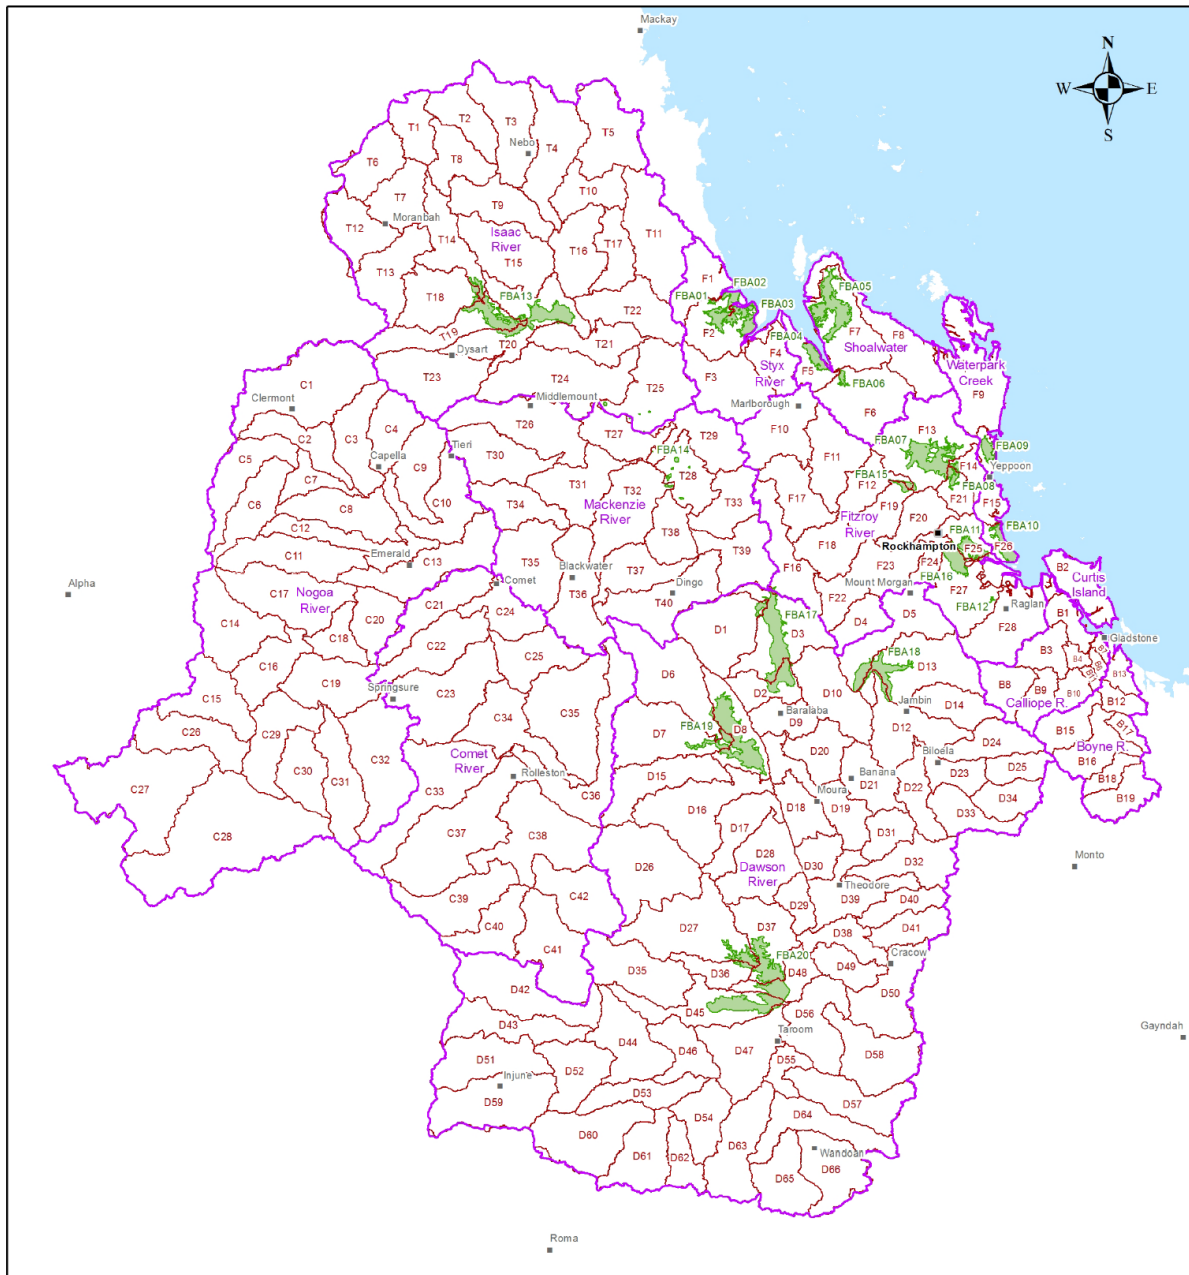 Mackay
N
W
E
S
T1
T2
T3
T4
T5
Nebo
T6
T7
T8
T9
T10
T11
T12
Moranbah
T13
T14
Isaac
River
T15
T16
T17
T18
FBA13
T19
T20
T21
T22
Dysart
T23
T24
T25
Middlemount
F1
FBA01
FBA02
FBA03
F2
F3
FBA04
F4
Styx
River
F5
FBA05
F7
F8
Shoalwater
FBA06
F6
Marlborough
Waterpark
Creek
F9
C1
Clermont
C2
C3
C4
C5
C6
C7
C8
C9
C10
Capella
Tieri
C11
C12
C13
Emerald
T26
T27
T29
T30
T31
T32
FBA14
T28
T33
T34
T35
Mackenzie
River
T36
T37
T38
T39
T40
Blackwater
Dingo
F10
F11
F12
F13
F14
FBA07
FBA08
FBA09
Yeppoon
FBA15
F15
F16
F17
F18
F19
F20
F21
Fitzroy
River
Rockhampton
FBA10
FBA11
F22
F23
F24
F25
F26
FBA16
F27
FBA12
F28
Raglan
Mount Morgan
Alpha
Nogoa
River
C14
C15
C16
C17
C18
C19
C20
Comet
C21
C22
C23
C24
C25
Springsure
C26
C27
C28
C29
C30
C31
C32
Comet
River
Rolleston
C33
C34
C35
C36
C37
C38
C39
C40
C41
C42
B2
Curtis
Island
B1
Gladstone
B3
B4
B8
B9
B10
B12
B13
Calliope R.
B15
B16
B17
B18
B19
Boyne R.
D1
D2
D3
D4
D5
FBA17
FBA18
D6
D7
D8
FBA19
D9
D10
D12
D13
D14
Baralaba
Jambin
Biloela
Banana
Moura
D15
D16
D17
D18
D19
D20
D21
D22
D23
D24
D25
D26
D27
D28
Dawson
River
D29
D30
D31
D32
D33
D34
Theodore
D35
D36
D37
D38
D39
D40
D41
FBA20
Cracow
D42
D43
D44
D45
D46
D47
D48
D49
D50
Taroom
D51
D52
D53
D54
D55
D56
D57
D58
D59
Injune
D60
D61
D62
D63
D64
D65
D66
Wandoan
Monto
Gayndah
Roma